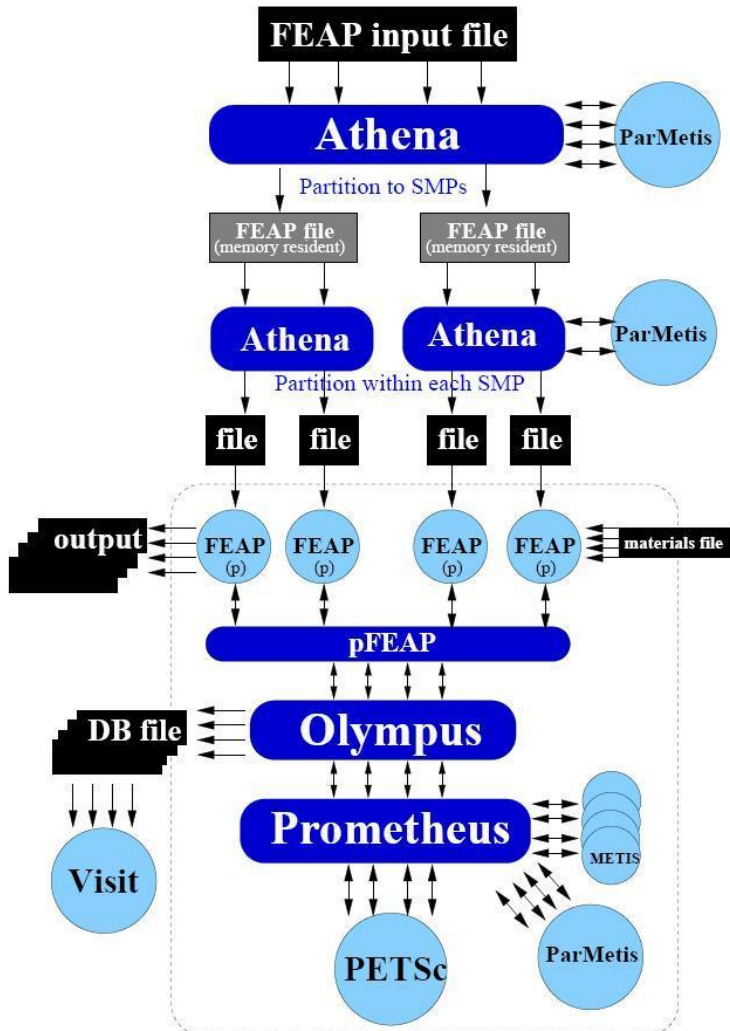 FEAP input file
Athena
ParMetis
Partition to SMPs
FEAP file
(memory resident)
FEAP file
(memory resident)
Athena
Athena
ParMetis
Partition within each SMP
file
file
file
file
output
FEAP
(p)
FEAP
(p)
FEAP
(p)
FEAP
(p)
materials file
pFEAP
DB file
Olympus
Prometheus
METIS
Visit
PETSc
ParMetis